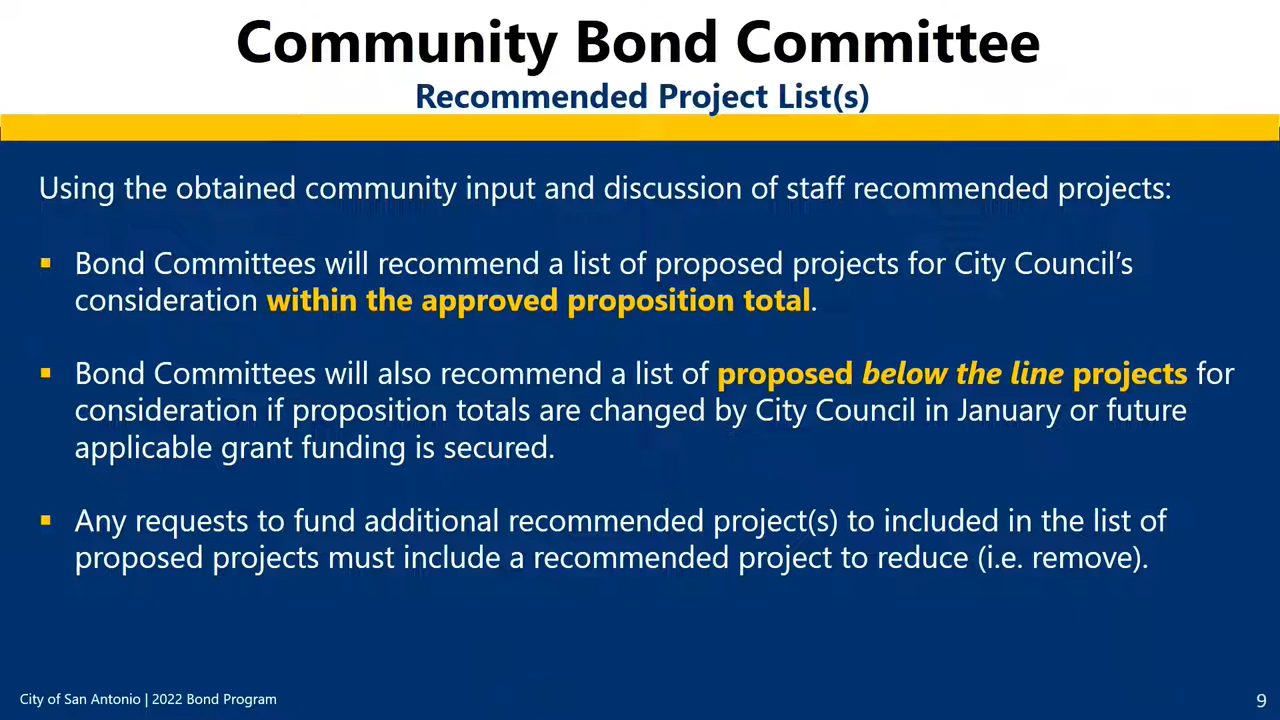 Community Bond Committee
Recommended Project List(s)
Using the obtained community input and discussion of staff recommended projects:
▪ Bond Committees will recommend a list of proposed projects for City Council's
consideration within the approved proposition total.
▪ Bond Committees will also recommend a list of proposed below the line projects for
consideration if proposition totals are changed by City Council in January or future
applicable grant funding is secured.
▪ Any requests to fund additional recommended project(s) to included in the list of
proposed projects must include a recommended project to reduce (i.e. remove).
City of San Antonio | 2022 Bond Program
9